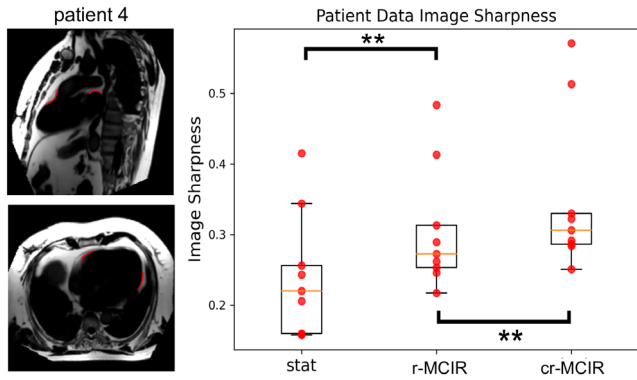 patient 4
Patient Data Image Sharpness
Image Sharpness
0.5
0.4
0.3
0.2
**
**
stat
r-MCIR
cr-MCIR